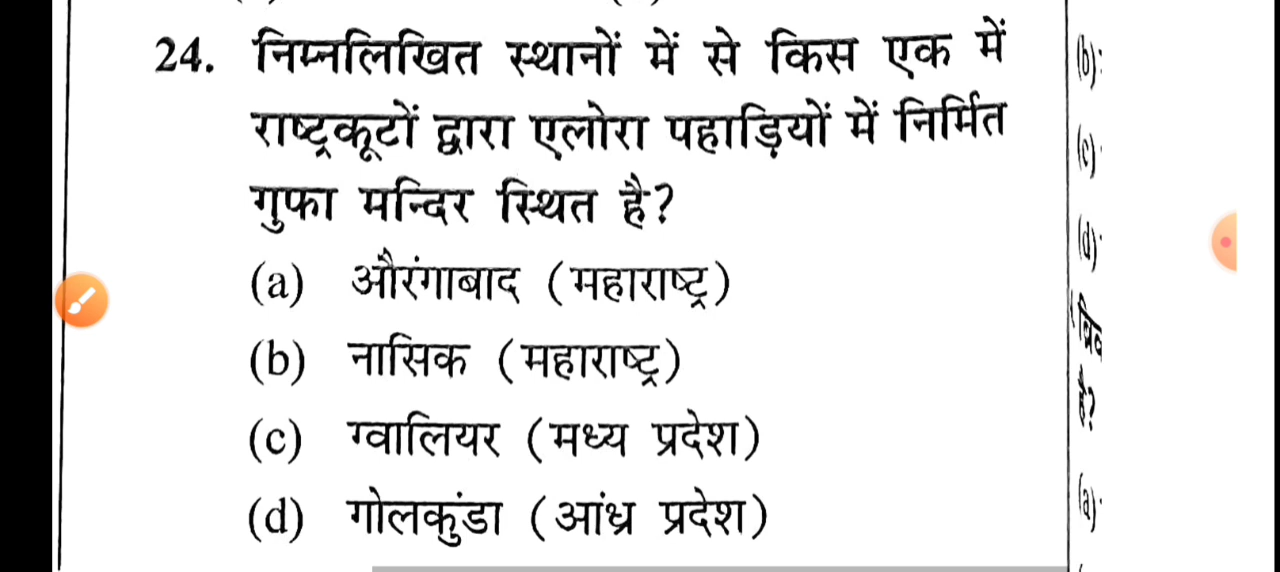 24. निम्नलिखित स्थानों में से किस एक में
राष्ट्रकूटों द्वारा एलोरा पहाड़ियों में निर्मित
गुफा मन्दिर स्थित है?
(a) औरंगाबाद (महाराष्ट्र)
(b) नासिक (महाराष्ट्र)
(c) ग्वालियर (मध्य प्रदेश)
(d) गोलकुंडा (आंध्र प्रदेश)
(b)
(c)
(d)
है?
(a)